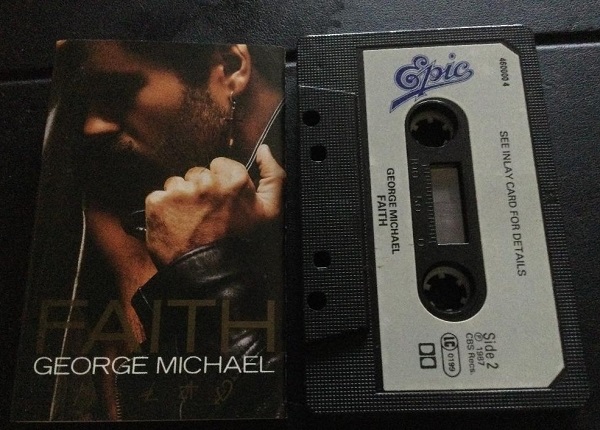 FAITH
GEORGE MICHAEL
Epic
460000 4
SEE INLAY CARD FOR DETAILS
GEORGE MICHAEL
FAITH
Side 2
℗ 1987
CBS Recs.
IC 0199